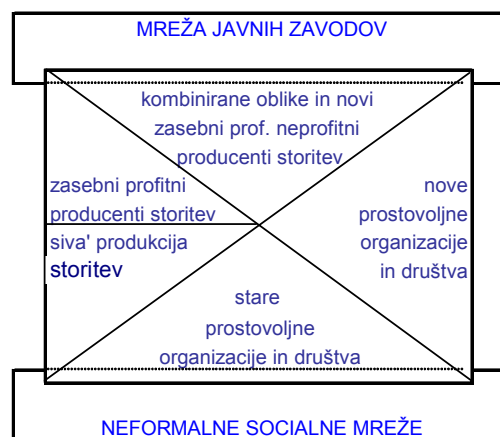 MREŽA JAVNIH ZAVODOV
kombinirane oblike in novi
zasebni prof. neprofitni
producenti storitev
zasebni profitni
producenti storitev
siva' produkcija
storitev
nove
prostovoljne
organizacije
in društva
stare
prostovoljne
organizacije in društva
NEFORMALNE SOCIALNE MREŽE